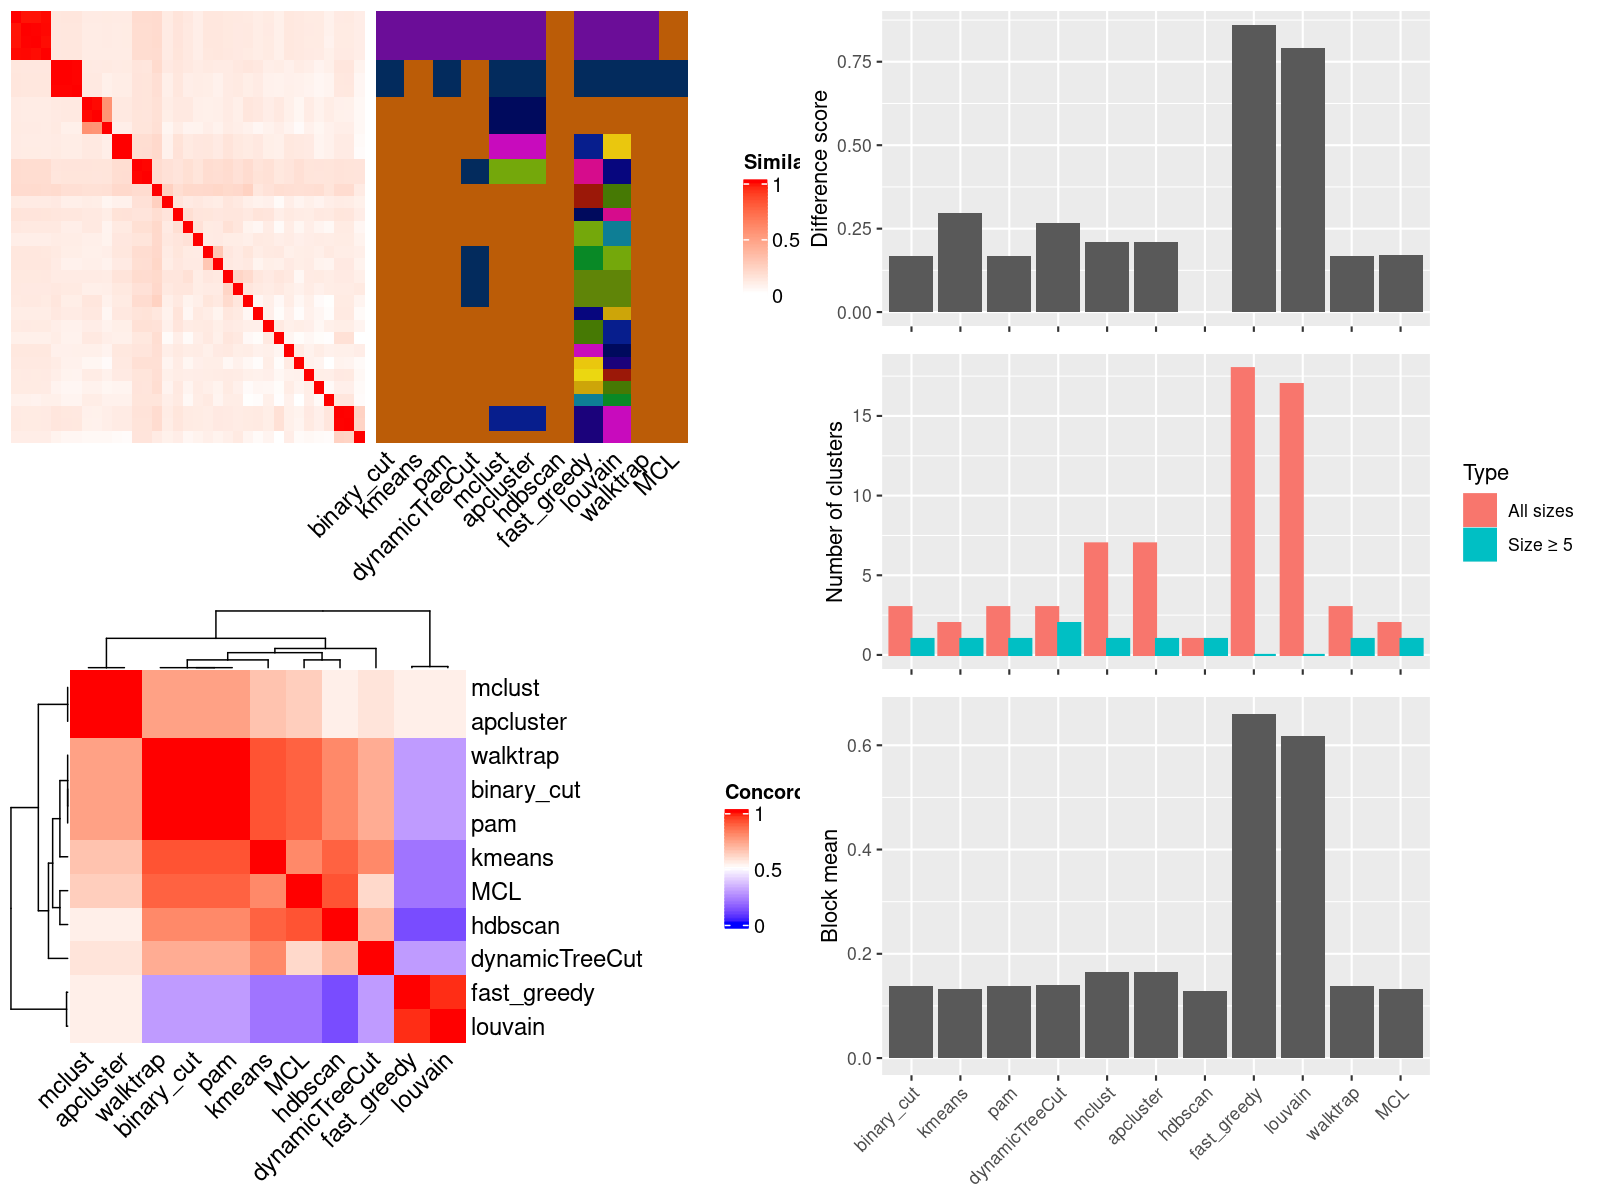 Simila
1
0.5
0
binary_cut
kmeans
pam
dynamicTreeCut
mclust
apcluster
hdbscan
fast_greedy
louvain
walktrap
MCL
mclust
apcluster
walktrap
binary_cut
pam
kmeans
MCL
hdbscan
dynamicTreeCut
fast_greedy
louvain
mclust
apcluster
walktrap
binary_cut
pam
kmeans
MCL
hdbscan
dynamicTreeCut
fast_greedy
louvain
Concord
1
0.5
0
Difference score
0.75
0.50
0.25
0.00
Number of clusters
15
10
5
0
Type
All sizes
Size ≥ 5
Block mean
0.6
0.4
0.2
0.0
binary_cut
kmeans
pam
dynamicTreeCut
mclust
apcluster
hdbscan
fast_greedy
louvain
walktrap
MCL